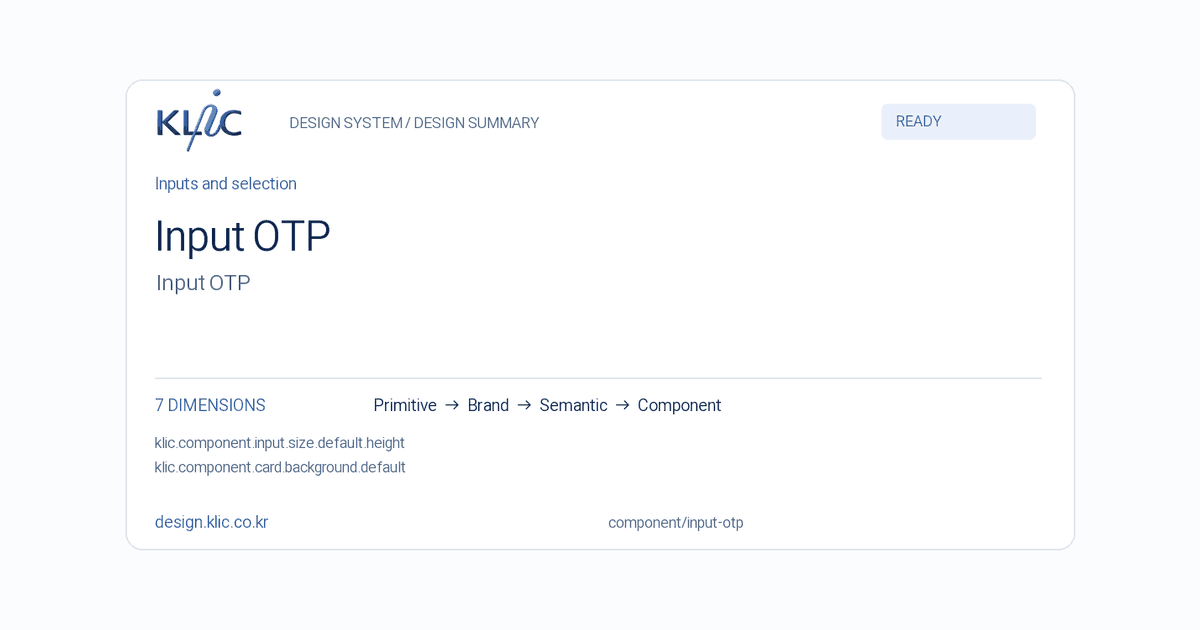 KLiC
DESIGN SYSTEM / DESIGN SUMMARY
READY
Inputs and selection
Input OTP
Input OTP
7 DIMENSIONS
Primitive → Brand → Semantic → Component
klic.component.input.size.default.height
klic.component.card.background.default
design.klic.co.kr
component/input-otp